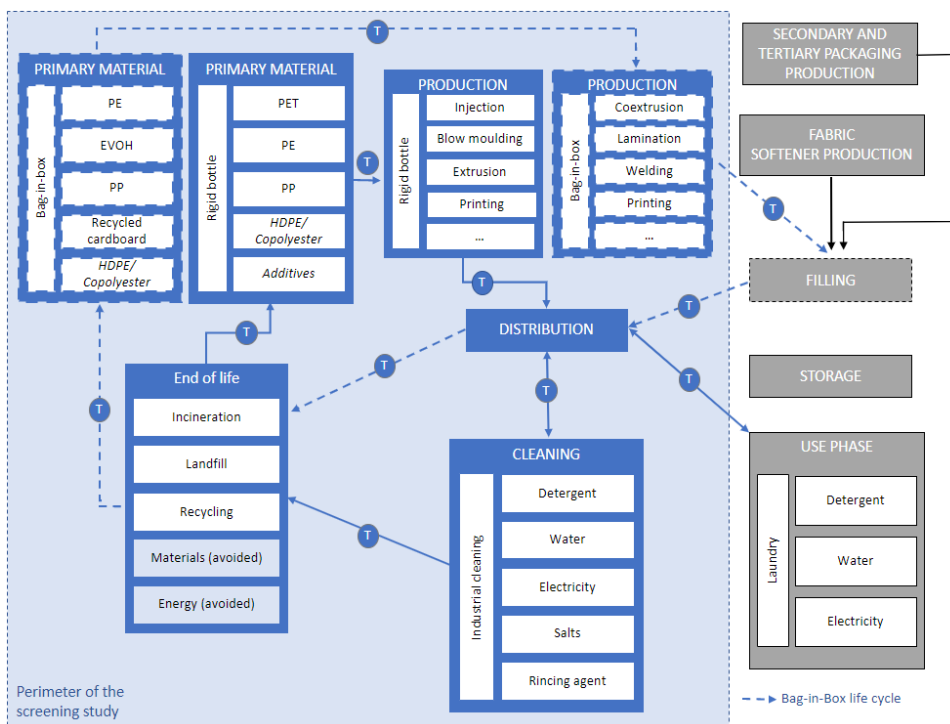 PRIMARY MATERIAL
Bag-in-box
PE
EVOH
PP
Recycled
cardboard
HDPE/
Copolyester
PRIMARY MATERIAL
Rigid bottle
PET
PE
PP
HDPE/
Copolyester
Additives
PRODUCTION
Rigid bottle
Injection
Blow moulding
Extrusion
Printing
...
PRODUCTION
Bag-in-box
Coextrusion
Lamination
Welding
Printing
...
SECONDARY AND
TERTIARY PACKAGING
PRODUCTION
FABRIC
SOFTENER PRODUCTION
FILLING
STORAGE
USE PHASE
Laundry
Detergent
Water
Electricity
DISTRIBUTION
End of life
Incineration
Landfill
Recycling
Materials (avoided)
Energy (avoided)
CLEANING
Industrial cleaning
Detergent
Water
Electricity
Salts
Rincing agent
T
T
T
T
T
T
T
T
T
T
T
Perimeter of the
screening study
Bag-in-Box life cycle